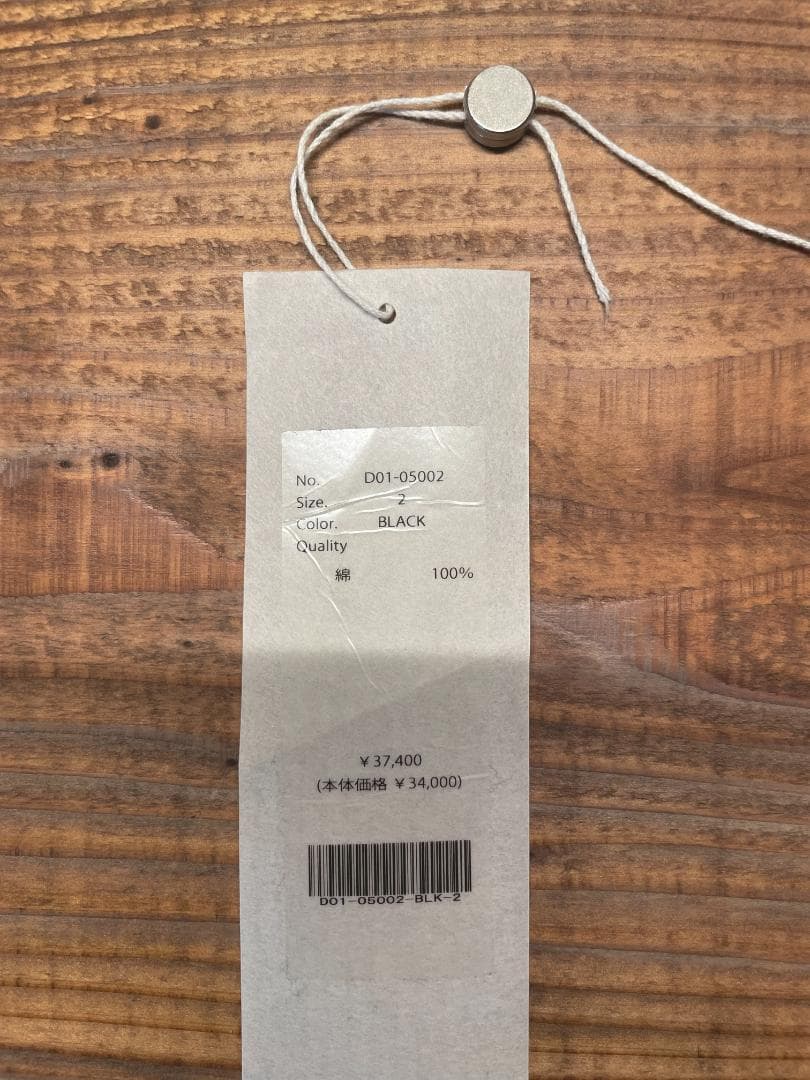 No. D01-05002
Size. 2
Color. BLACK
Quality
綿 100%
￥37,400
(本体価格 ￥34,000)
D01-05002-BLK-2